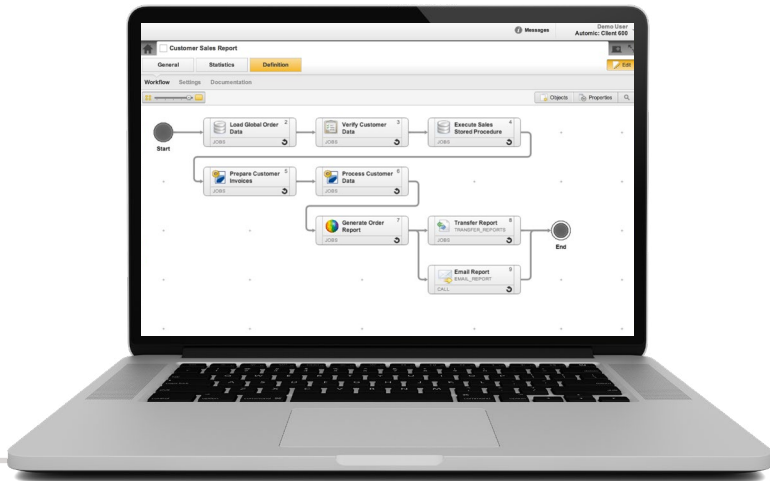 Messages
Demo User
Automic: Client 600
Customer Sales Report
General
Statistics
Definition
Edit
Workflow
Settings
Documentation
Objects
Properties
Start
Load Global Order
Data
2
JOBS
Verify Customer
Data
3
JOBS
Execute Sales
Stored Procedure
4
JOBS
Prepare Customer
Invoices
5
JOBS
Process Customer
Data
6
JOBS
Generate Order
Report
7
JOBS
Transfer Report
8
TRANSFER_REPORTS
JOBS
Email Report
9
EMAIL_REPORT
CALL
End